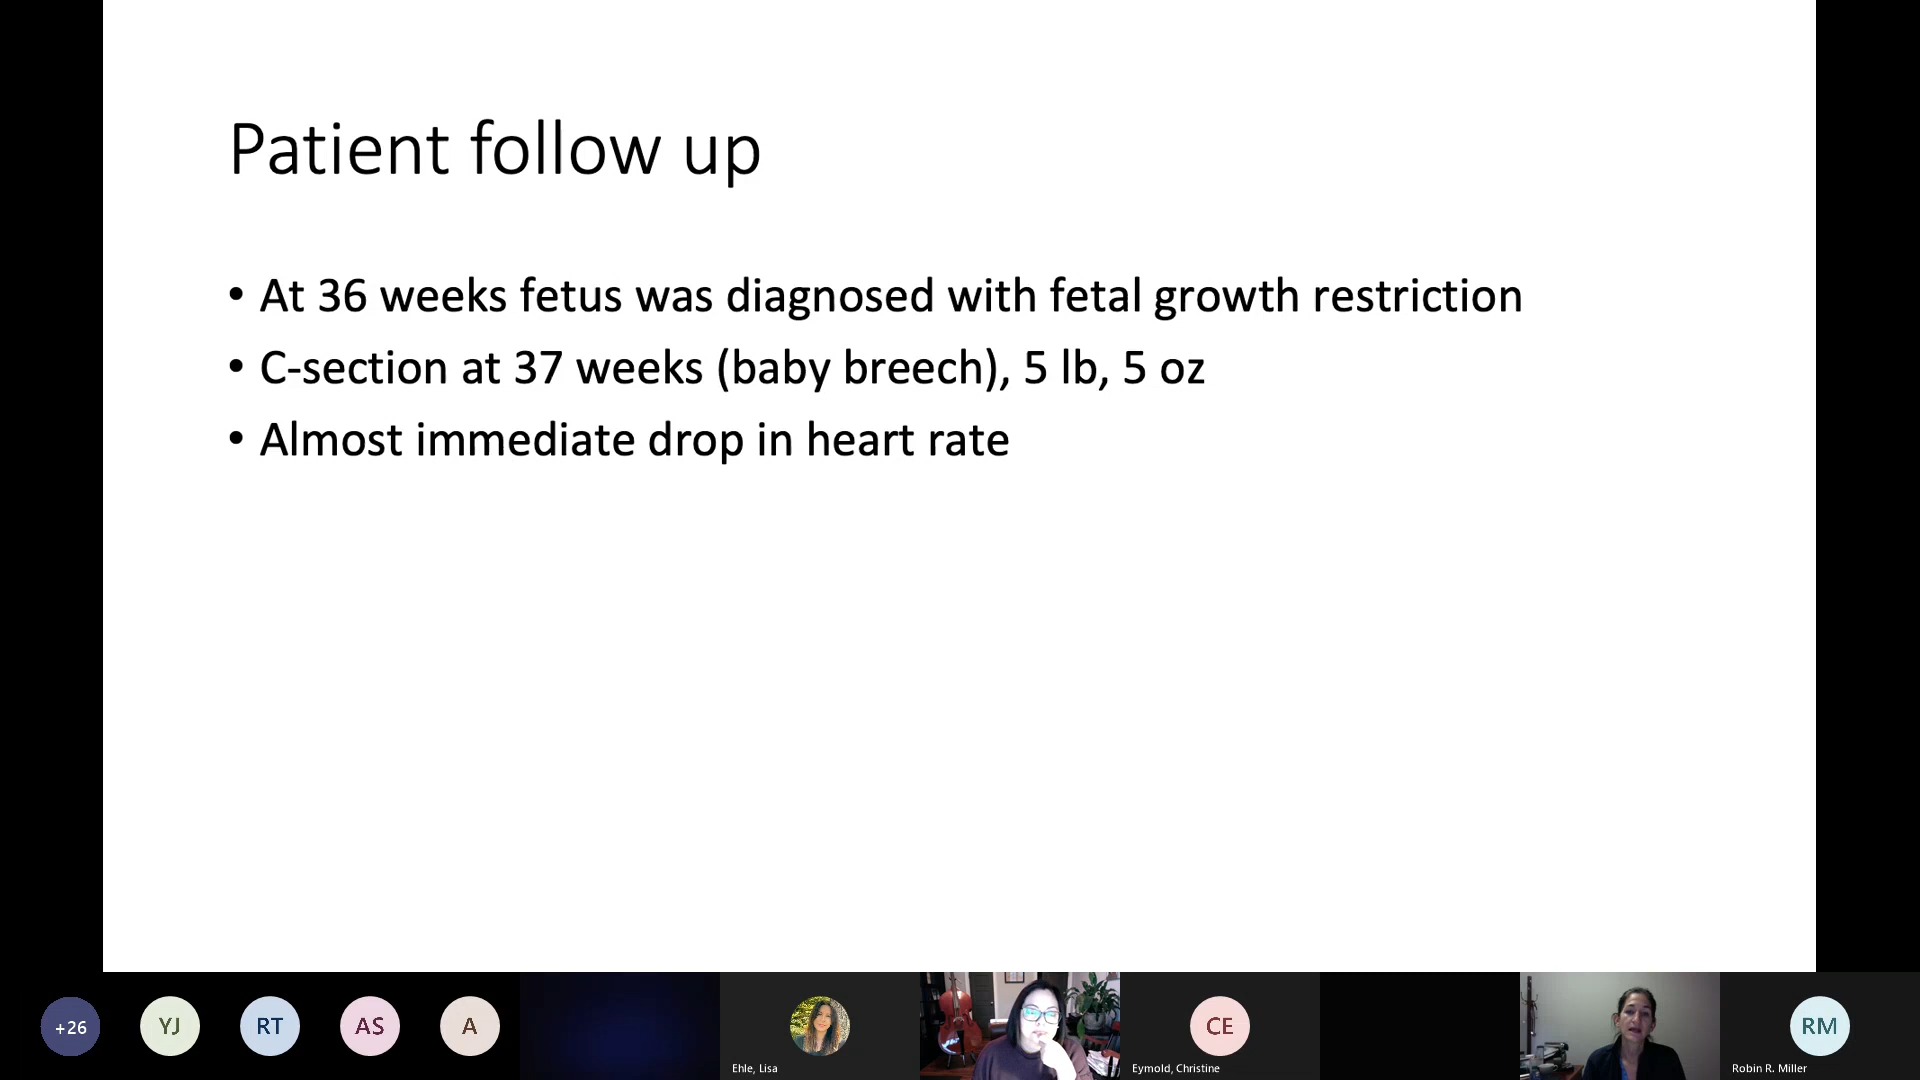 Patient follow up
• At 36 weeks fetus was diagnosed with fetal growth restriction
• C-section at 37 weeks (baby breech), 5 lb, 5 oz
• Almost immediate drop in heart rate
+26
YJ
RT
AS
A
Ehle, Lisa
CE
Eymold, Christine
RM
Robin R. Miller